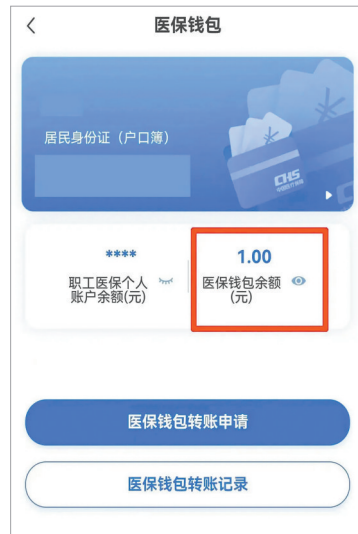 医保钱包
居民身份证（户口簿）
CHS
****
职工医保个人
账户余额(元)
1.00
医保钱包余额
(元)
医保钱包转账申请
医保钱包转账记录